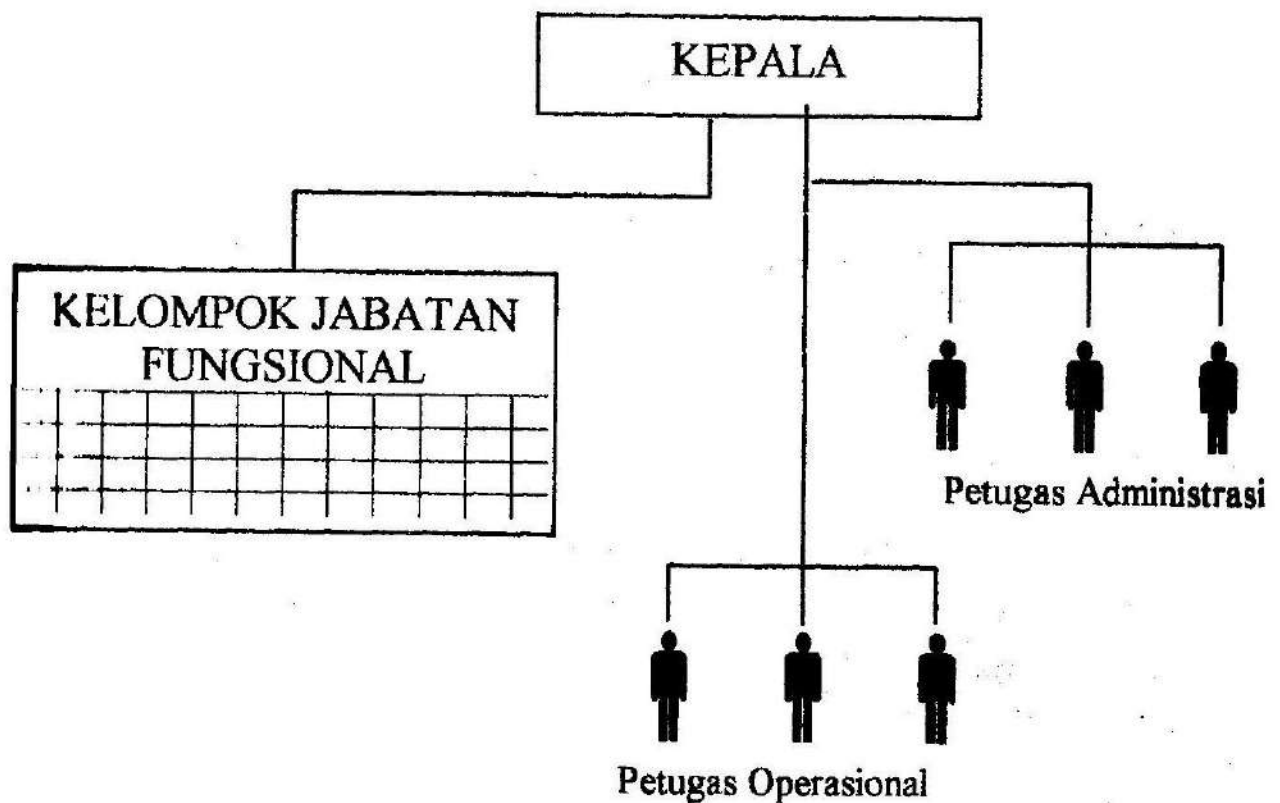 KEPALA
KELOMPOK JABATAN
FUNGSIONAL
Petugas Administrasi
Petugas Operasional